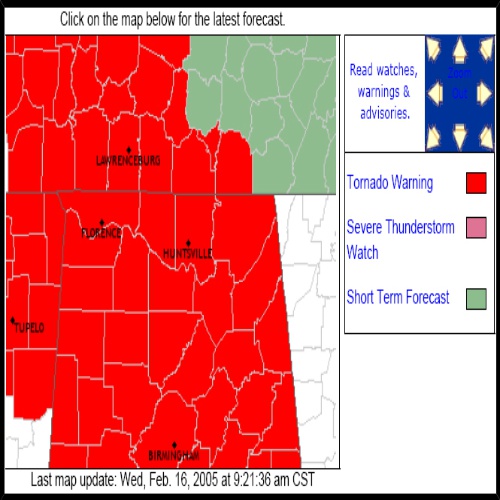 Click on the map below for the latest forecast.
Read watches,
warnings &
advisories.
Zoom
Out
LAWRENCEBURG
Tornado Warning
FLORENCE
Severe Thunderstorm
Watch
HUNTSVILLE
Short Term Forecast
TUPELO
BIRMINGHAM
Last map update: Wed, Feb. 16, 2005 at 9:21:36 am CST